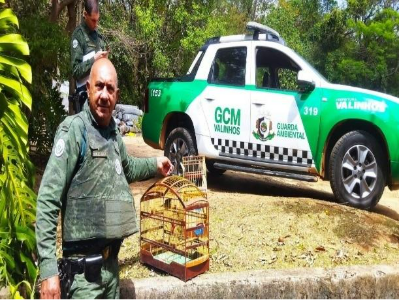 153
GCM
VALINHOS
GUARDA
AMBIENTAL
319
VALINHOS